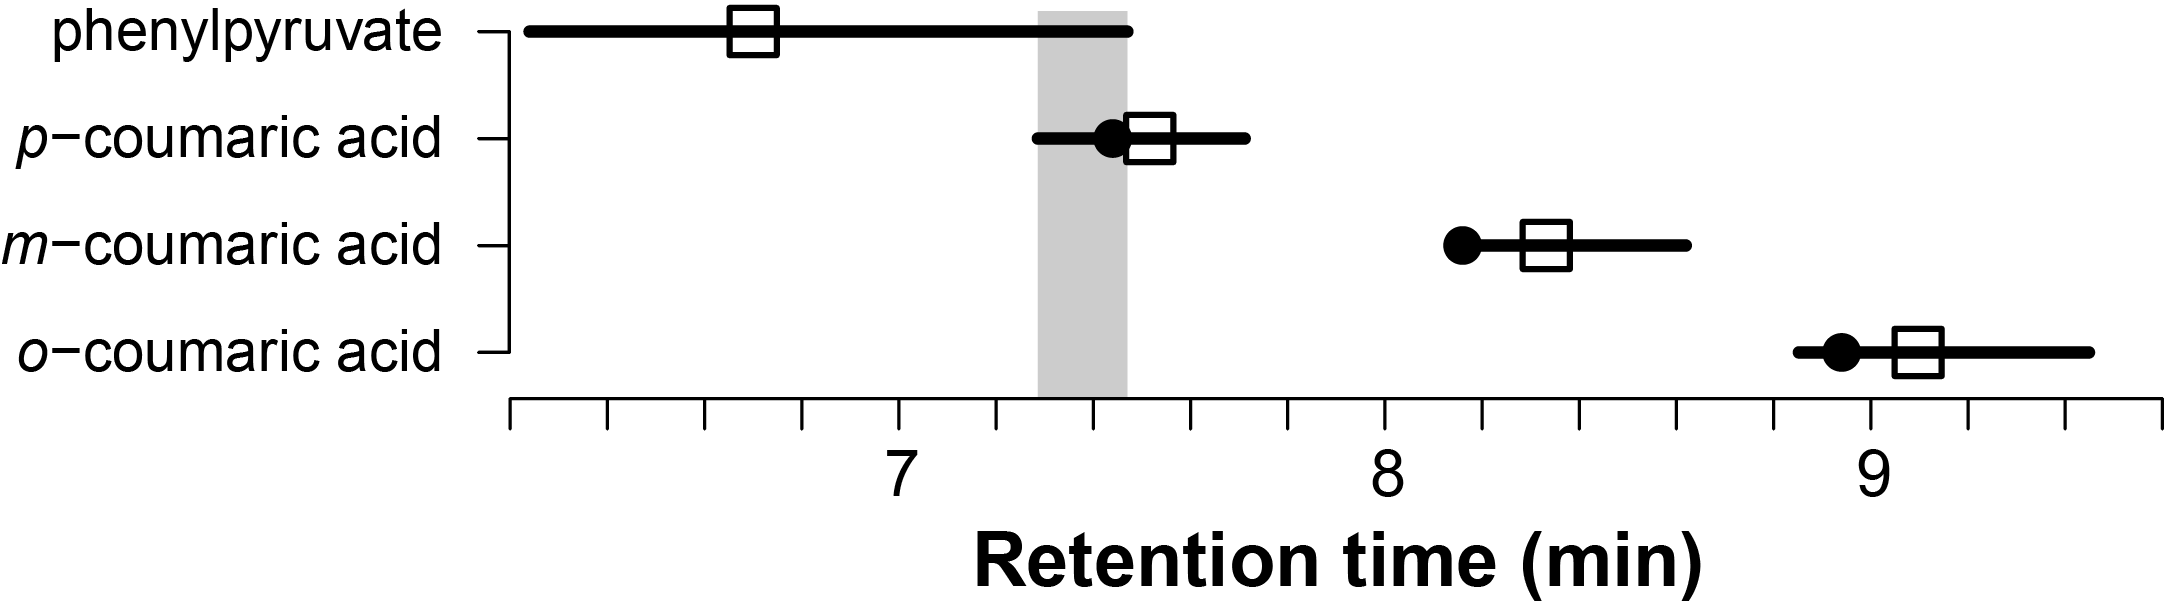 phenylpyruvate
p−coumaric acid
m−coumaric acid
o−coumaric acid
7 8 9
Retention time (min)